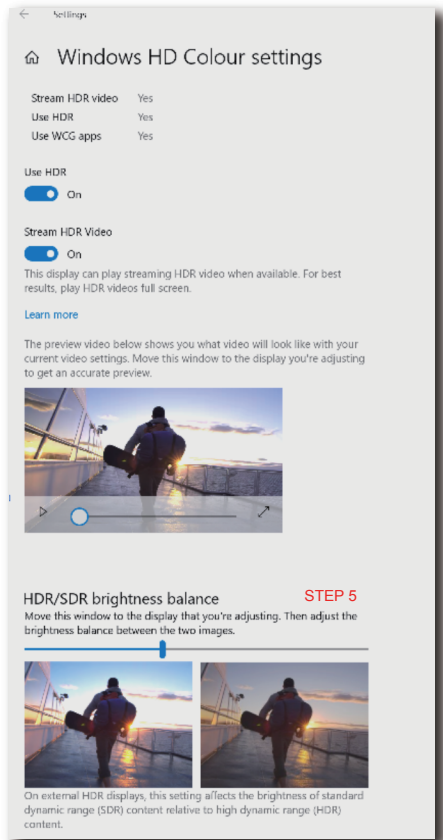 Settings
Windows HD Colour settings
Stream HDR video Yes
Use HDR Yes
Use WCG apps Yes
Use HDR
On
Stream HDR Video
On
This display can play streaming HDR video when available. For best
results, play HDR videos full screen.
Learn more
The preview video below shows you what video will look like with your
current video settings. Move this window to the display you're adjusting
to get an accurate preview.
HDR/SDR brightness balance STEP 5
Move this window to the display that you're adjusting. Then adjust the
brightness balance between the two images.
On external HDR displays, this setting affects the brightness of standard
dynamic range (SDR) content relative to high dynamic range (HDR)
content.